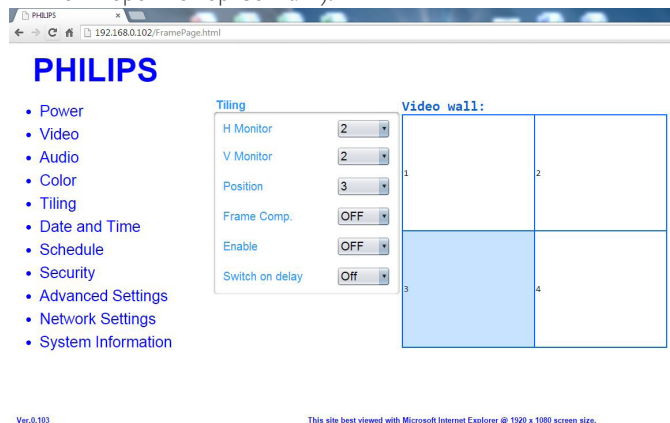 PHILIPS
192.168.0.102/FramePage.html
PHILIPS
Power
Video
Audio
Color
Tiling
Date and Time
Schedule
Security
Advanced Settings
Network Settings
System Information
Tiling
H Monitor 2
V Monitor 2
Position 3
Frame Comp. OFF
Enable OFF
Switch on delay Off
Video wall:
1 2
3 4
Ver.0.103
This site best viewed with Microsoft Internet Explorer @ 1920 x 1080 screen size.